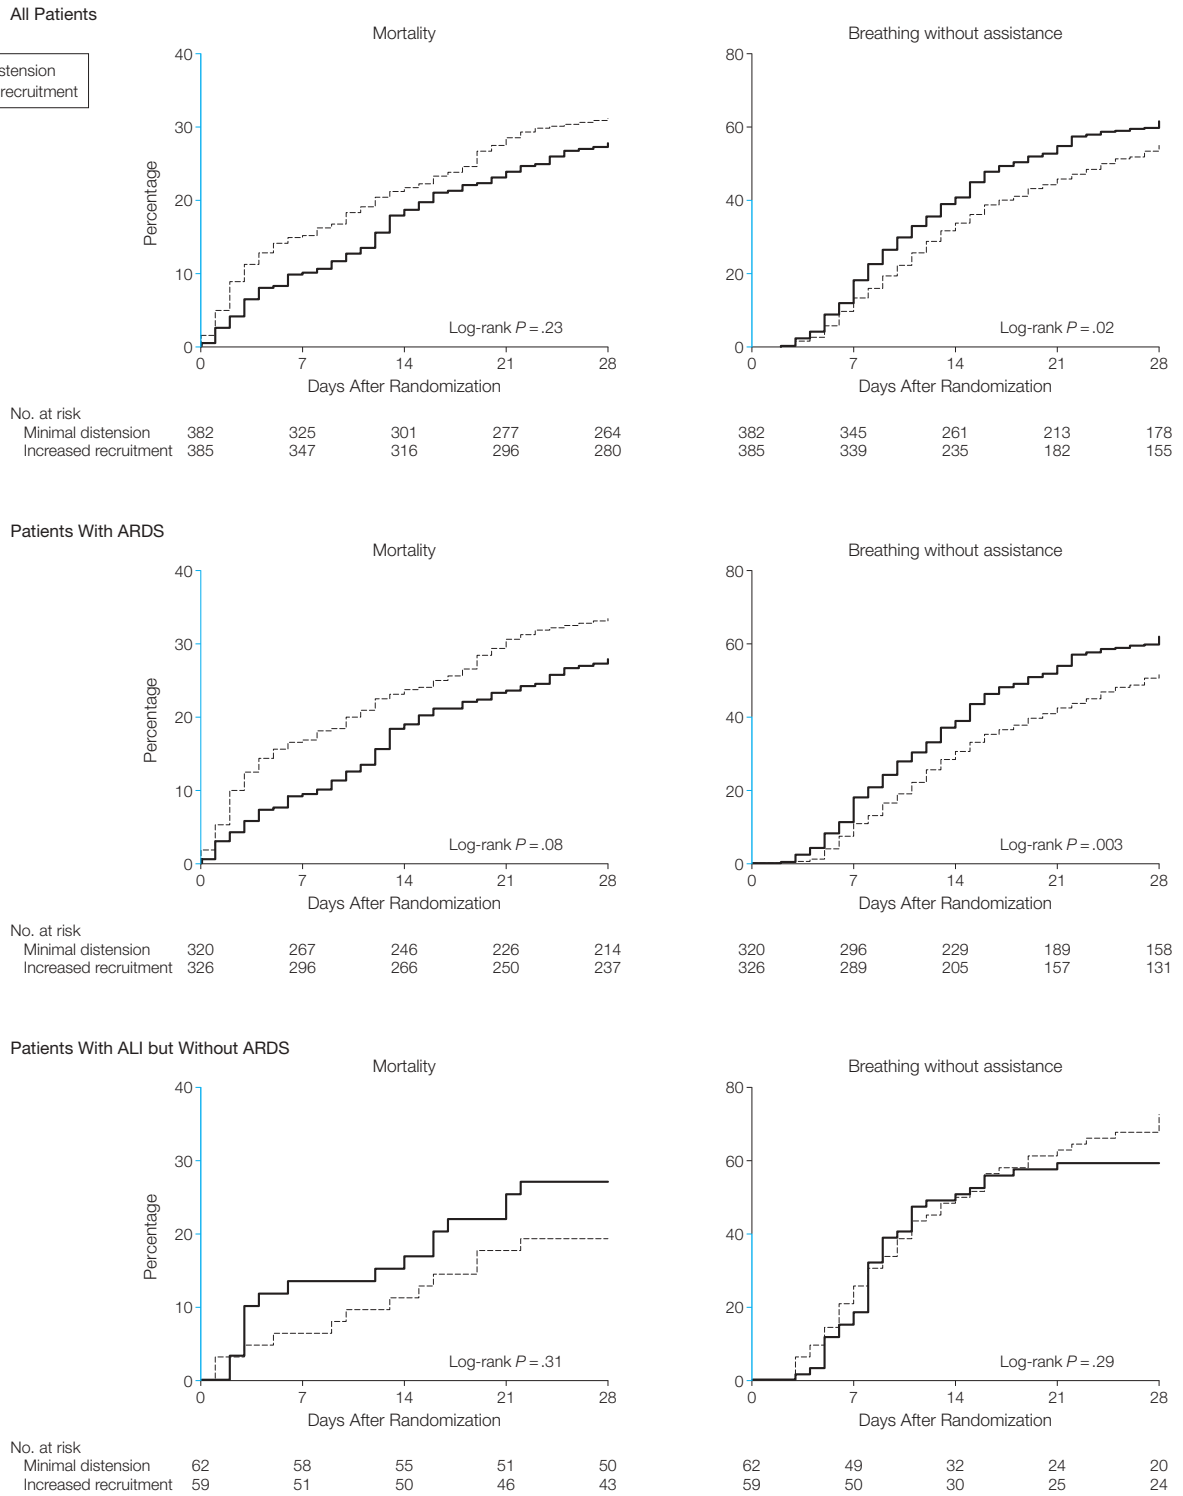 All Patients
stension
recruitment
Mortality
40
30
20
10
0
Percentage
Log-rank P = .23
0 7 14 21 28
Days After Randomization
Breathing without assistance
80
60
40
20
0
Log-rank P = .02
0 7 14 21 28
Days After Randomization
No. at risk
Minimal distension 382 325 301 277 264 382 345 261 213 178
Increased recruitment 385 347 316 296 280 385 339 235 182 155
Patients With ARDS
Mortality
40
30
20
10
0
Percentage
Log-rank P = .08
0 7 14 21 28
Days After Randomization
Breathing without assistance
80
60
40
20
0
Log-rank P = .003
0 7 14 21 28
Days After Randomization
No. at risk
Minimal distension 320 267 246 226 214 320 296 229 189 158
Increased recruitment 326 296 266 250 237 326 289 205 157 131
Patients With ALI but Without ARDS
Mortality
40
30
20
10
0
Percentage
Log-rank P = .31
0 7 14 21 28
Days After Randomization
Breathing without assistance
80
60
40
20
0
Log-rank P = .29
0 7 14 21 28
Days After Randomization
No. at risk
Minimal distension 62 58 55 51 50 62 49 32 24 20
Increased recruitment 59 51 50 46 43 59 50 30 25 24